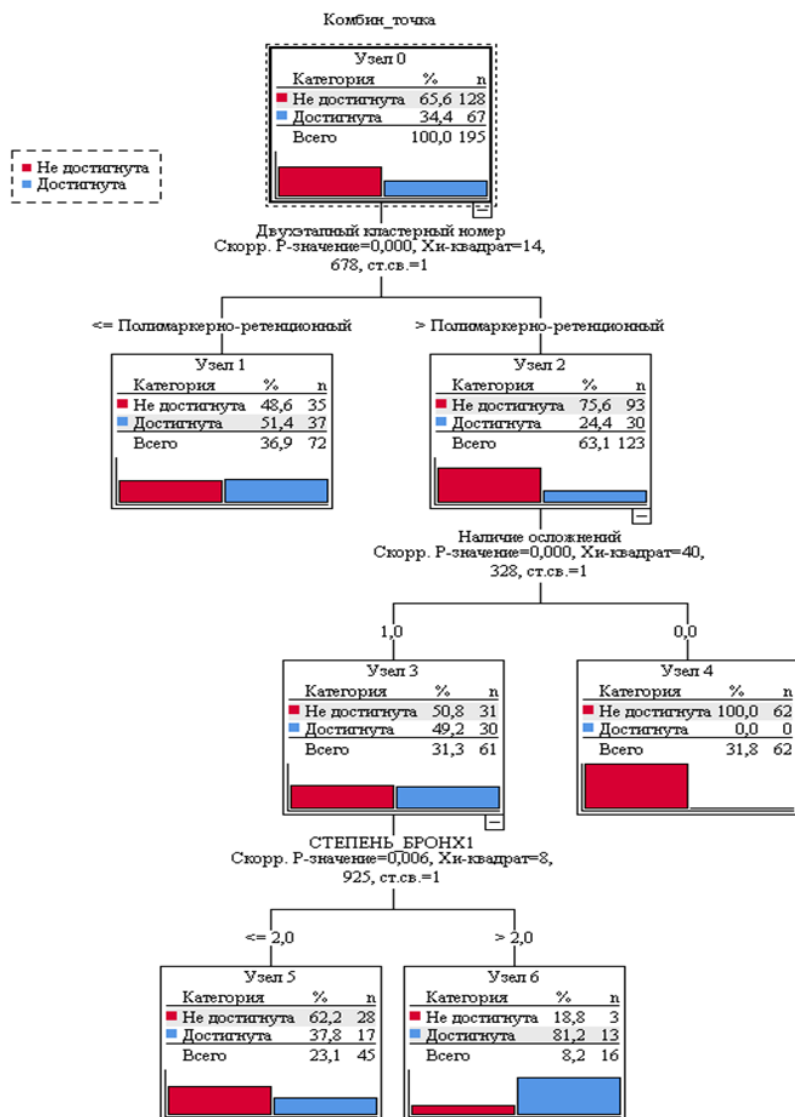 Комбин_точка
Узел 0
Категория % n
Не достигнута 65,6 128
Достигнута 34,4 67
Всего 100,0 195
Не достигнута
Достигнута
Двухэтапный кластерный номер
Скорр. P-значение=0,000, Хи-квадрат=14,
678, ст.св.=1
<= Полимаркерно-ретенционный
> Полимаркерно-ретенционный
Узел 1
Категория % n
Не достигнута 48,6 35
Достигнута 51,4 37
Всего 36,9 72
Узел 2
Категория % n
Не достигнута 75,6 93
Достигнута 24,4 30
Всего 63,1 123
Наличие осложнений
Скорр. P-значение=0,000, Хи-квадрат=40,
328, ст.св.=1
1,0
0,0
Узел 3
Категория % n
Не достигнута 50,8 31
Достигнута 49,2 30
Всего 31,3 61
Узел 4
Категория % n
Не достигнута 100,0 62
Достигнута 0,0 0
Всего 31,8 62
СТЕПЕНЬ_БРОНХ1
Скорр. P-значение=0,006, Хи-квадрат=8,
925, ст.св.=1
<= 2,0
> 2,0
Узел 5
Категория % n
Не достигнута 62,2 28
Достигнута 37,8 17
Всего 23,1 45
Узел 6
Категория % n
Не достигнута 18,8 3
Достигнута 81,2 13
Всего 8,2 16